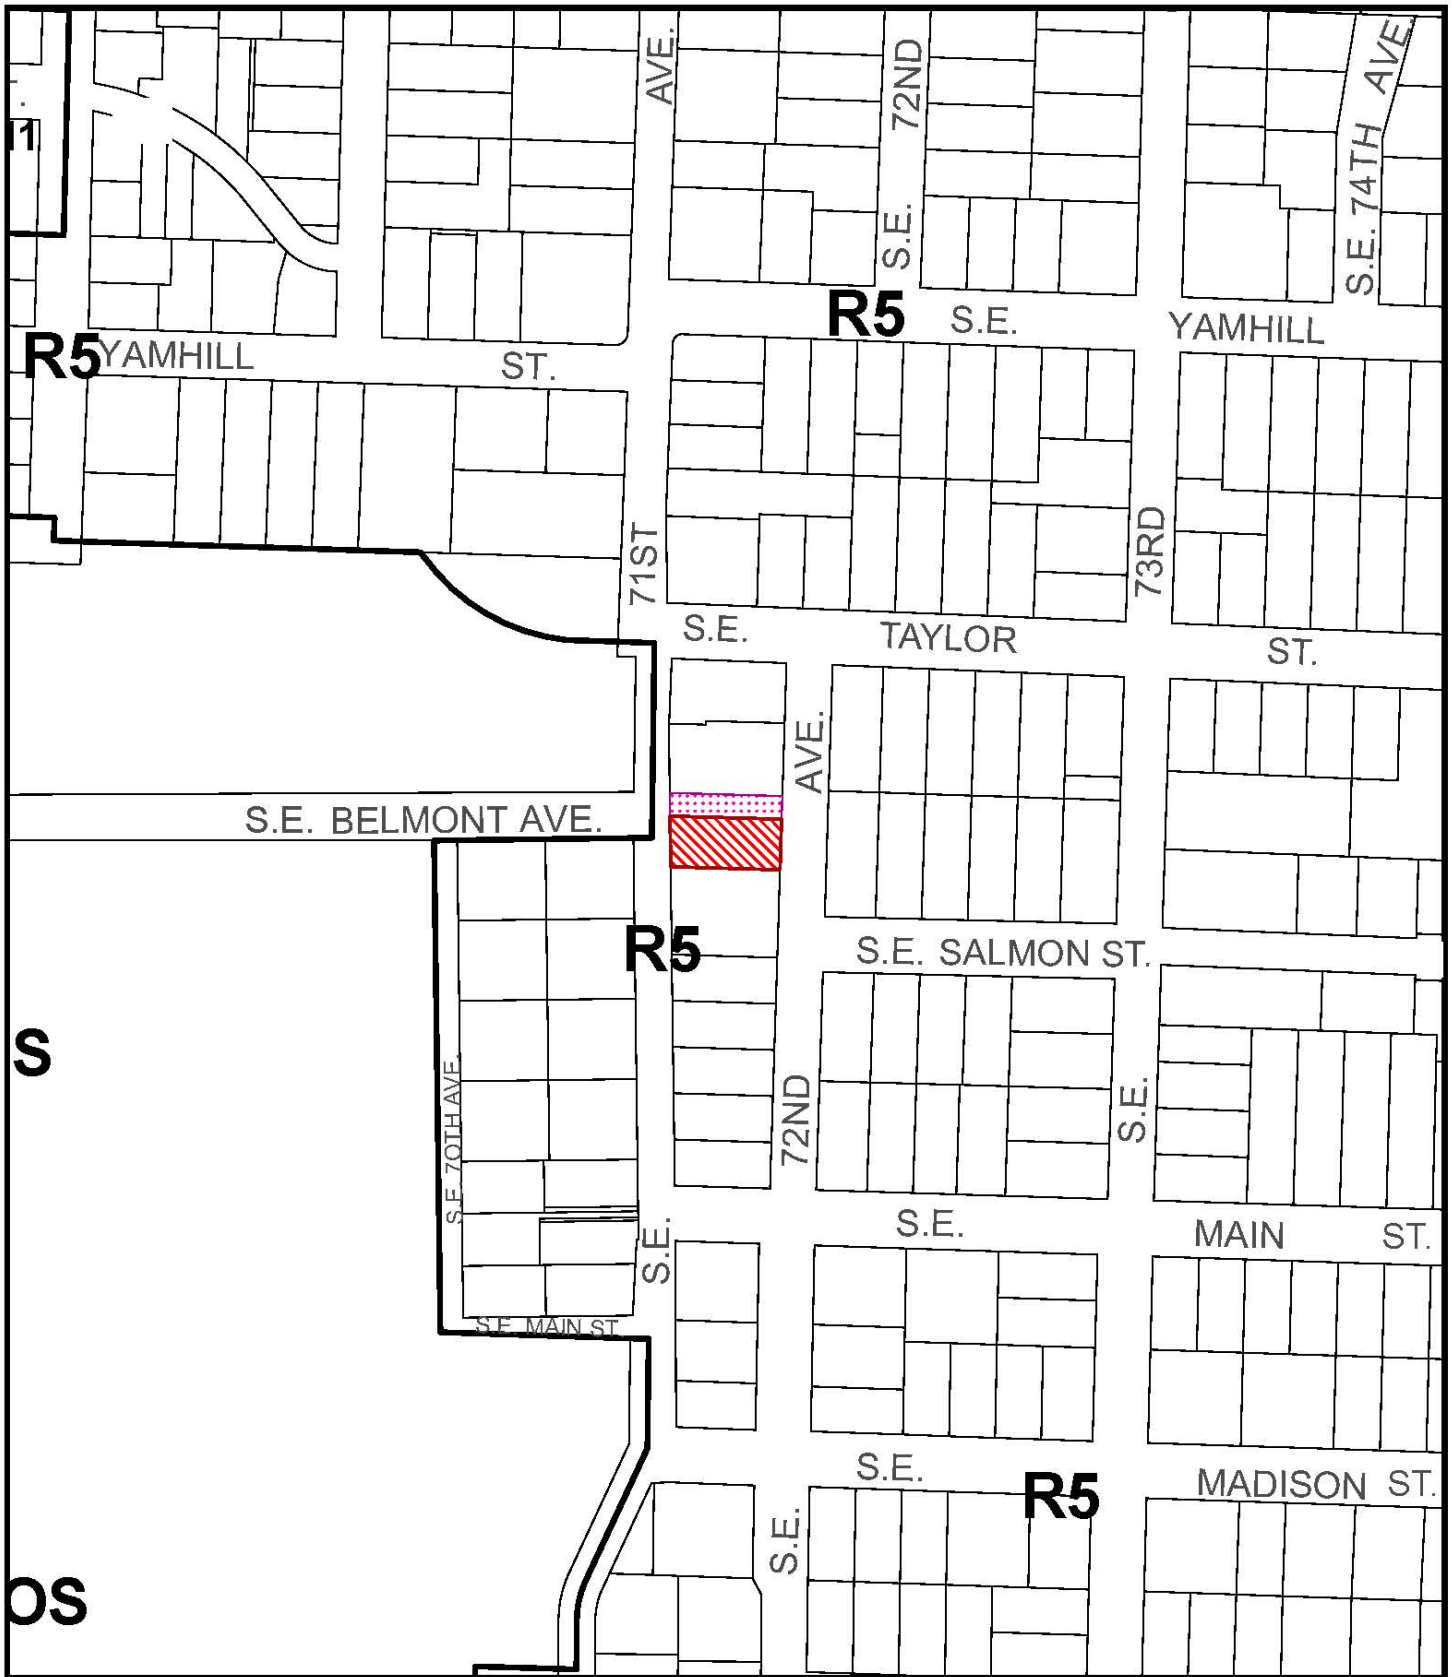 AVE.
72ND
S.E.
S.E. 74TH AVE.
R5
S.E.
YAMHILL
R5
YAMHILL
ST.
71ST
73RD
S.E.
TAYLOR
ST.
AVE.
S.E. BELMONT AVE.
R5
S.E. SALMON ST.
S
S.E. 70TH AVE.
72ND
S.E.
S.E.
S.E.
MAIN
ST.
S.E. MAIN ST
S.E.
R5
MADISON
ST.
S.E.
OS